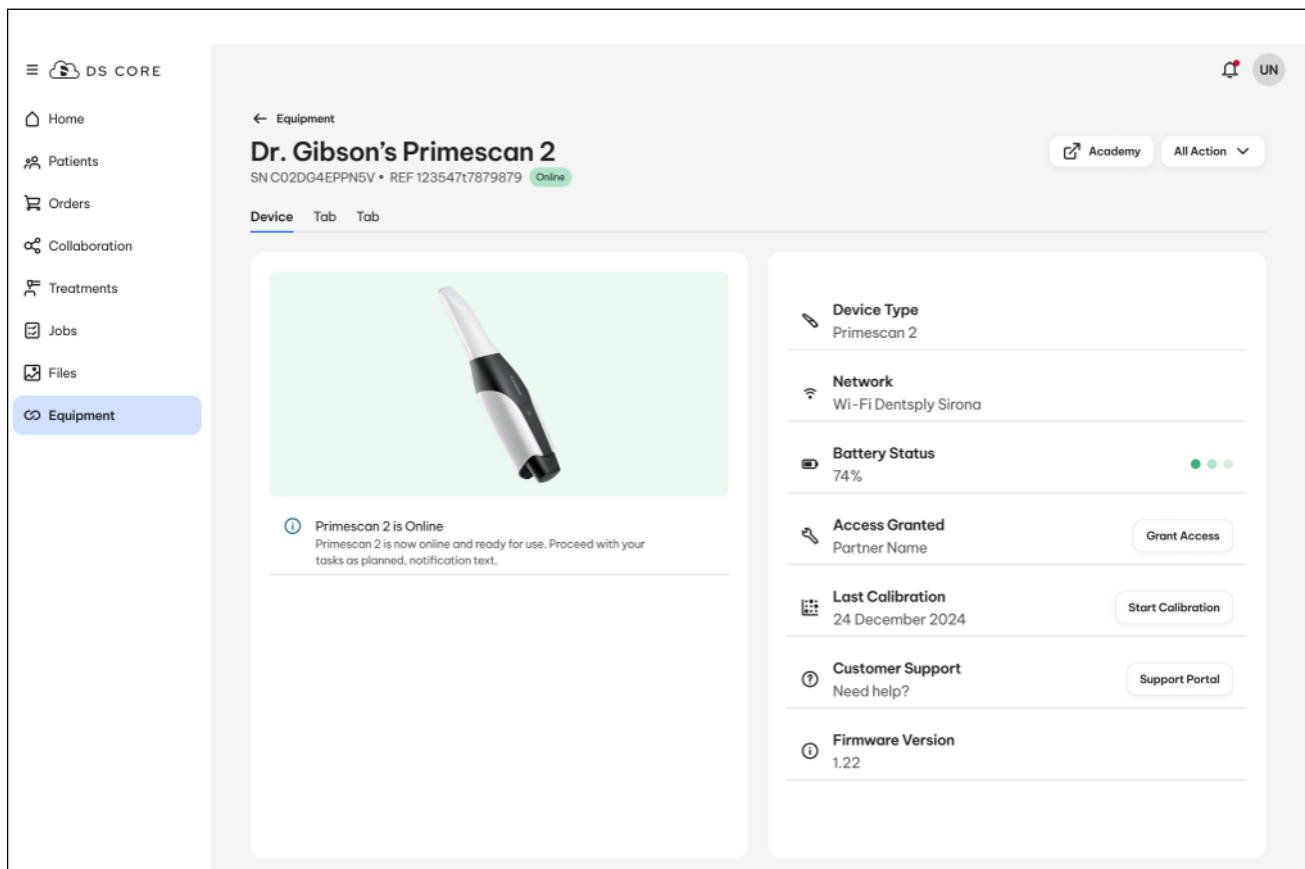 DS CORE
UN
Home
Patients
Orders
Collaboration
Treatments
Jobs
Files
Equipment
← Equipment
Dr. Gibson’s Primescan 2
SN C02DG4EPPN5V • REF 123547t7879879 Online
Academy
All Action
Device Tab Tab
Primescan 2 is Online
Primescan 2 is now online and ready for use. Proceed with your
tasks as planned, notification text.
Device Type
Primescan 2
Network
Wi-Fi Dentsply Sirona
Battery Status
74%
Access Granted
Partner Name
Grant Access
Last Calibration
24 December 2024
Start Calibration
Customer Support
Need help?
Support Portal
Firmware Version
1.22